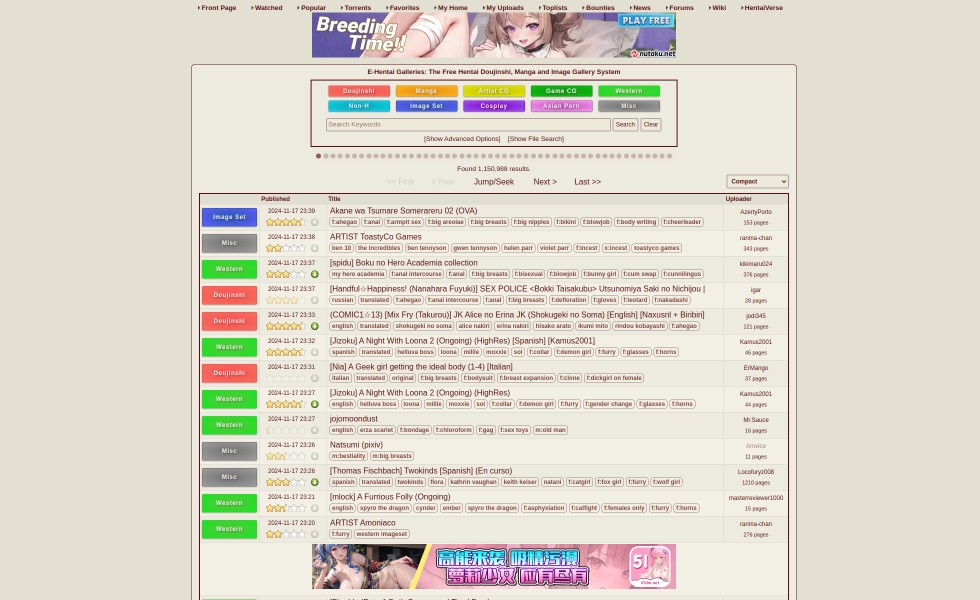 Front Page Watched Popular Torrents Favorites My Home My Uploads Toplists Bounties News Forums Wiki HentaiVerse
Breeding Time!!
PLAY FREE
nutaku.net
E-Hentai Galleries: The Free Hentai Doujinshi, Manga and Image Gallery System
Doujinshi Manga Artist CG Game CG Western
Non-H Image Set Cosplay Asian Porn Misc
Search Keywords Search Clear
[Show Advanced Options] [Show File Search]
Found 1,150,988 results.
<< First < Prev Jump/Seek Next > Last >> Compact
Published Title Uploader
Image Set 2024-11-17 23:39 Akane wa Tsumare Somerareru 02 (OVA) AzertyPorto
f:ahegao f:anal f:armpit sex f:big areolae f:big breasts f:big nipples f:bikini f:blowjob f:body writing f:cheerleader 153 pages
Misc 2024-11-17 23:38 ARTIST ToastyCo Games ranma-chan
ben 10 the incredibles ben tennyson gwen tennyson helen parr violet parr f:incest x:incest toastyco games 343 pages
Western 2024-11-17 23:37 [spidu] Boku no Hero Academia collection kikimaru024
my hero academia f:anal intercourse f:anal f:big breasts f:bisexual f:blowjob f:bunny girl f:cum swap f:cunnilingus 376 pages
Doujinshi 2024-11-17 23:37 [Handful☆Happiness! (Nanahara Fuyuki)] SEX POLICE <Bokki Taisakubu> Utsunomiya Saki no Nichijou | igar
russian translated f:ahegao f:anal intercourse f:anal f:big breasts f:defloration f:gloves f:leotard f:nakadashi 28 pages
Doujinshi 2024-11-17 23:33 (COMIC1☆13) [Mix Fry (Takurou)] JK Alice no Erina JK (Shokugeki no Soma) [English] [Naxusnl + Biribiri] jodi345
english translated shokugeki no soma alice nakiri erina nakiri hisako arato ikumi mito rindou kobayashi f:ahegao 121 pages
Western 2024-11-17 23:32 [Jizoku] A Night With Loona 2 (Ongoing) (HighRes) [Spanish] [Kamus2001] Kamus2001
spanish translated helluva boss loona millie moxxie sol f:collar f:demon girl f:furry f:glasses f:horns 46 pages
Doujinshi 2024-11-17 23:31 [Nia] A Geek girl getting the ideal body (1-4) [Italian] ErMango
italian translated original f:big breasts f:bodysuit f:breast expansion f:clone f:dickgirl on female 37 pages
Western 2024-11-17 23:27 [Jizoku] A Night With Loona 2 (Ongoing) (HighRes) Kamus2001
english helluva boss loona millie moxxie sol f:collar f:demon girl f:furry f:gender change f:glasses f:horns 44 pages
Western 2024-11-17 23:27 jojomoondust Mr.Sauce
english erza scarlet f:bondage f:chloroform f:gag f:sex toys m:old man 16 pages
Misc 2024-11-17 23:26 Natsumi (pixiv) Amvice
m:bestiality m:big breasts 11 pages
Misc 2024-11-17 23:26 [Thomas Fischbach] Twokinds [Spanish] (En curso) Locofuryz008
spanish translated twokinds flora kathrin vaughan keith keiser natani f:catgirl f:fox girl f:furry f:wolf girl 1210 pages
Western 2024-11-17 23:21 [mlock] A Furrious Folly (Ongoing) masterreviewer1000
english spyro the dragon cynder ember spyro the dragon f:asphyxiation f:catfight f:females only f:furry f:horns 15 pages
Western 2024-11-17 23:20 ARTIST Amoniaco ranma-chan
f:furry western imageset 276 pages
高能来袭 吸精污漫
萝莉少女 应有尽有
51